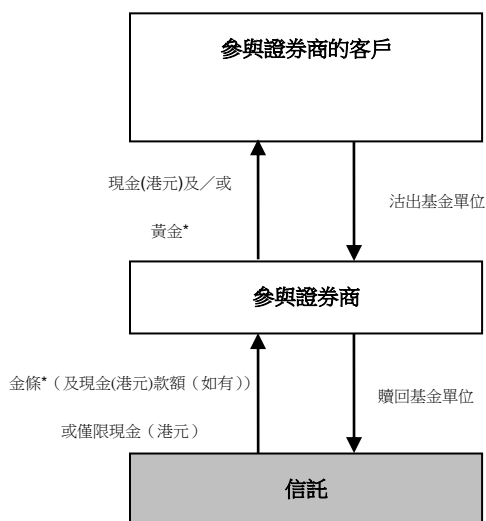 參與證券商的客戶
現金(港元)及／或
黃金*
沽出基金單位
參與證券商
金條*（及現金(港元)款額（如有））
或僅限現金（港元）
贖回基金單位
信託